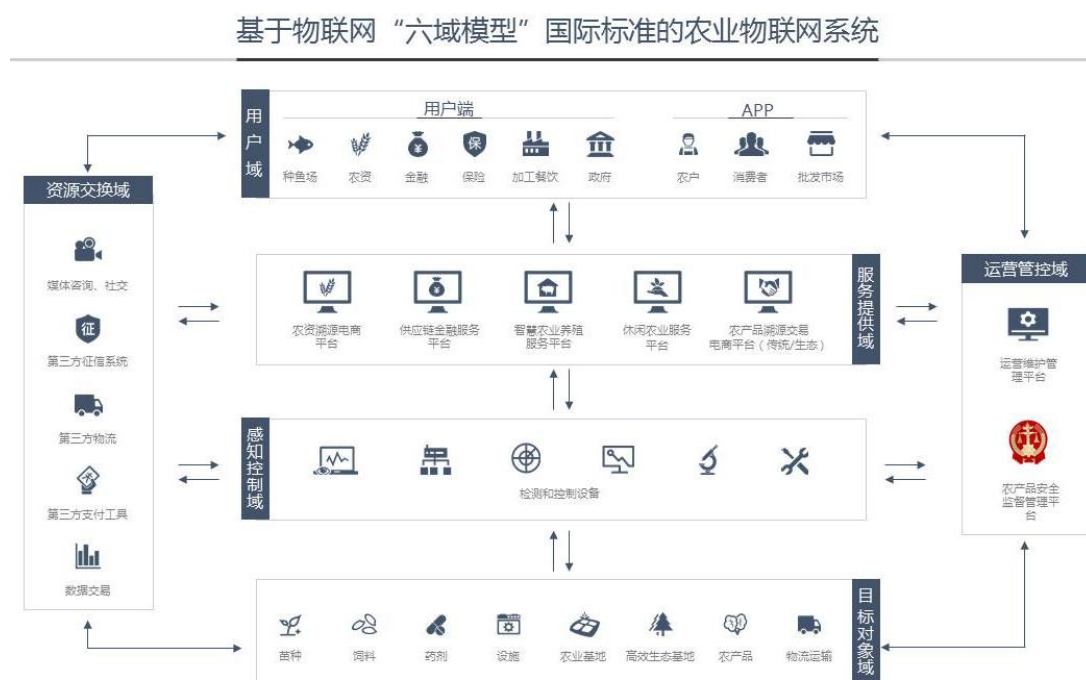 基于物联网“六域模型”国际标准的农业物联网系统
用户域
用户端
APP
种鱼场
农资
金融
保
保险
加工餐饮
政府
农户
消费者
批发市场
资源交换域
媒体咨询、社交
征
第三方征信系统
第三方物流
第三方支付工具
数据交易
农资溯源电商
平台
供应链金融服务
平台
智慧农业养殖
服务平台
休闲农业服务
平台
农产品溯源交易
电商平台（传统/生态）
服务提供域
运营管控域
运营维护管
理平台
农产品安全
监督管理平
台
感知控制域
检测和控制设备
苗种
饲料
药剂
设施
农业基地
高效生态基地
农产品
物流运输
目标对象域